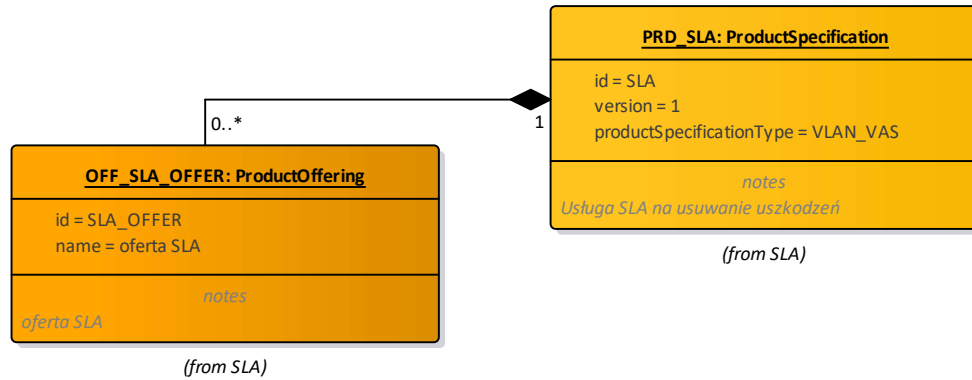 PRD_SLA: ProductSpecification
id = SLA
version = 1
productSpecificationType = VLAN_VAS
notes
Usługa SLA na usuwanie uszkodzeń
(from SLA)
0..*
1
OFF_SLA_OFFER: ProductOffering
id = SLA_OFFER
name = oferta SLA
notes
oferta SLA
(from SLA)